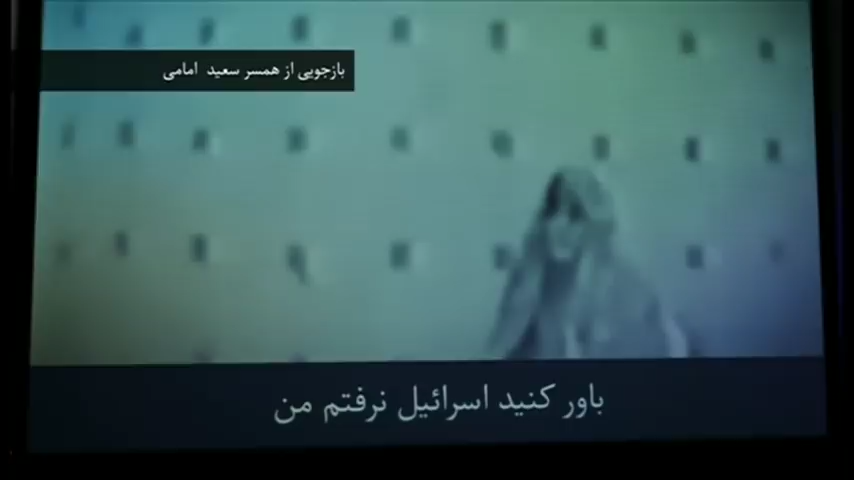 بازجویی از همسر سعید امامی
باور کنید اسرائیل نرفتم من